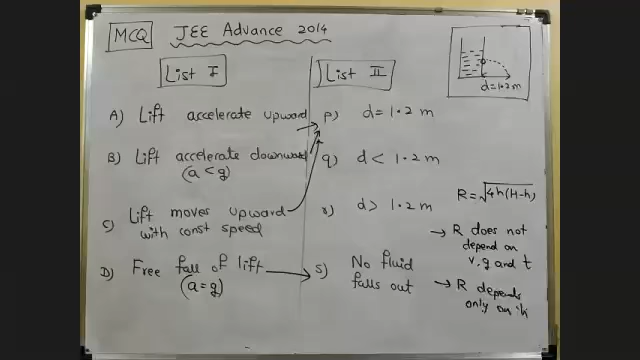 MCQ JEE Advance 2014
List I
List II
d=1.2m
A) Lift accelerate upward
p) d = 1.2 m
B) Lift accelerate downward
(a < g)
q) d < 1.2 m
C) Lift moves upward
with const speed
r) d > 1.2 m
R = √4h(H-h)
→ R does not
depend on
v, g and t
D) Free fall of lift
(a = g)
s) No fluid
falls out
→ R depends
only on h